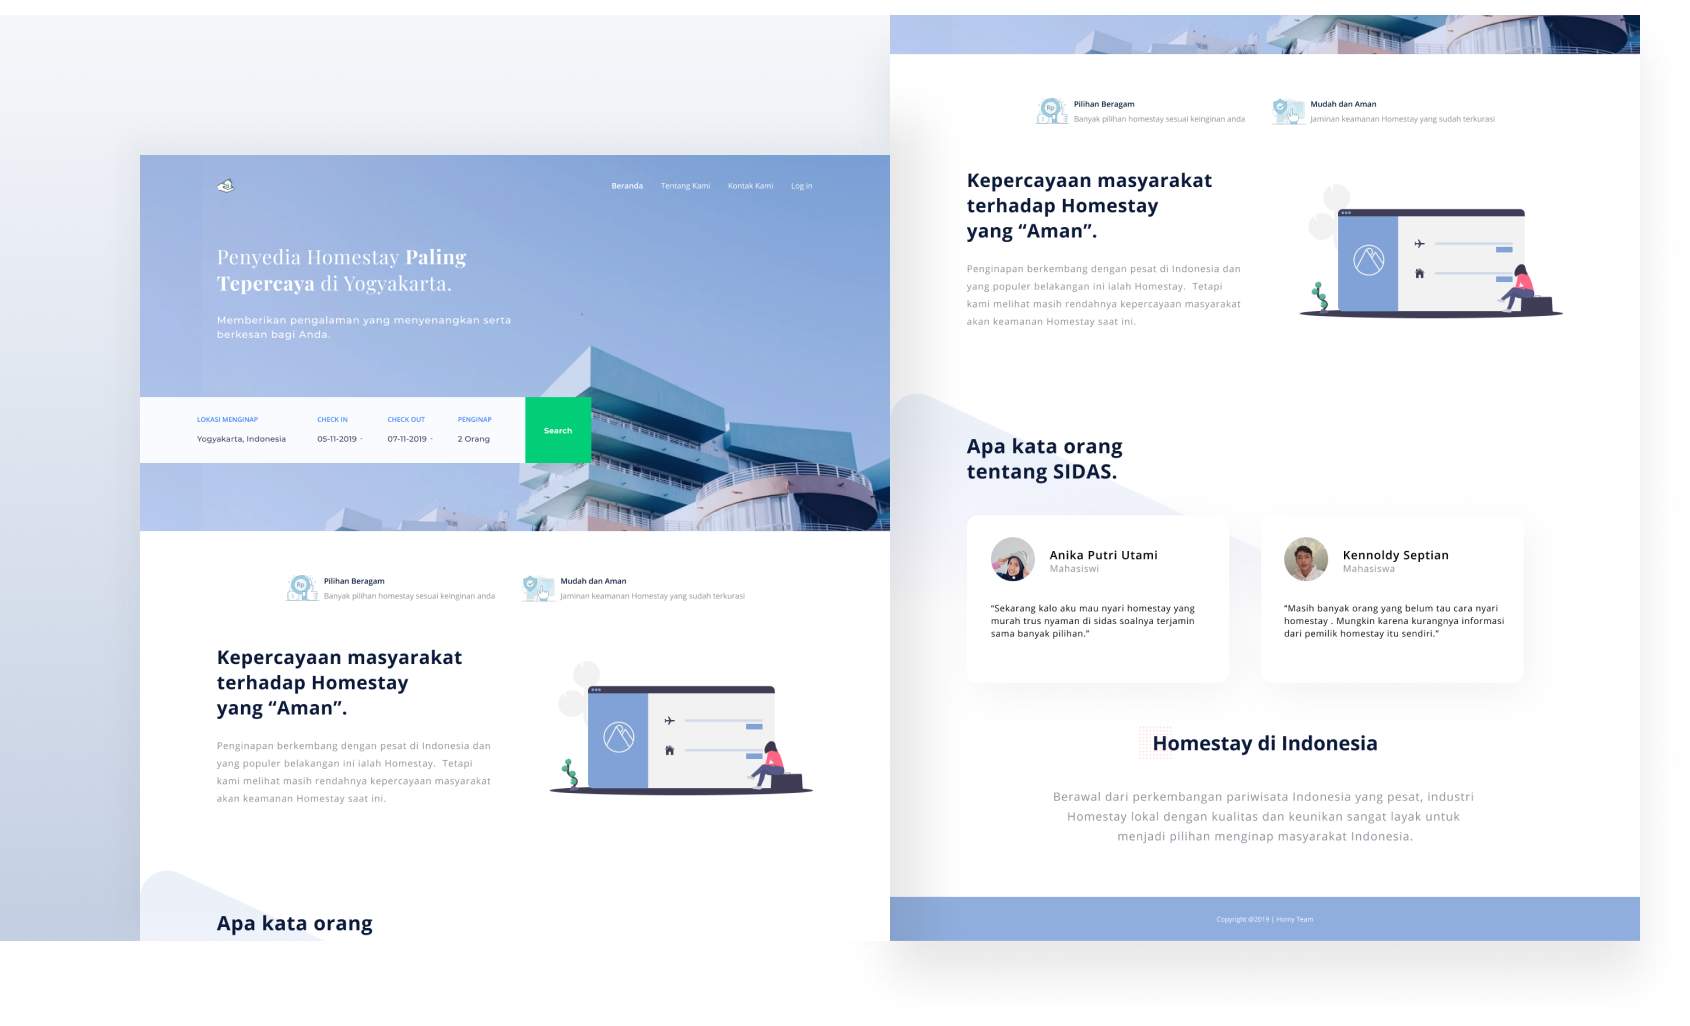 Beranda Tentang Kami Kontak Kami Log in
Penyedia Homestay Paling
Tepercaya di Yogyakarta.
Memberikan pengalaman yang menyenangkan serta
berkesan bagi Anda.
LOKASI MENGINAP CHECK IN CHECK OUT PENGINAP
Yogyakarta, Indonesia 05-11-2019 07-11-2019 2 Orang
Search
Rp
Pilihan Beragam
Banyak pilihan homestay sesuai keinginan anda
Mudah dan Aman
Jaminan keamanan Homestay yang sudah terkurasi
Kepercayaan masyarakat
terhadap Homestay
yang “Aman”.
Penginapan berkembang dengan pesat di Indonesia dan
yang populer belakangan ini ialah Homestay. Tetapi
kami melihat masih rendahnya kepercayaan masyarakat
akan keamanan Homestay saat ini.
Apa kata orang
Rp
Pilihan Beragam
Banyak pilihan homestay sesuai keinginan anda
Mudah dan Aman
Jaminan keamanan Homestay yang sudah terkurasi
Kepercayaan masyarakat
terhadap Homestay
yang “Aman”.
Penginapan berkembang dengan pesat di Indonesia dan
yang populer belakangan ini ialah Homestay. Tetapi
kami melihat masih rendahnya kepercayaan masyarakat
akan keamanan Homestay saat ini.
Apa kata orang
tentang SIDAS.
Anika Putri Utami
Mahasiswi
“Sekarang kalo aku mau nyari homestay yang
murah trus nyaman di sidas soalnya terjamin
sama banyak pilihan.”
Kennoldy Septian
Mahasiswa
“Masih banyak orang yang belum tau cara nyari
homestay . Mungkin karena kurangnya informasi
dari pemilik homestay itu sendiri.”
Homestay di Indonesia
Berawal dari perkembangan pariwisata Indonesia yang pesat, industri
Homestay lokal dengan kualitas dan keunikan sangat layak untuk
menjadi pilihan menginap masyarakat Indonesia.
Copyright @2019 | Homy Team